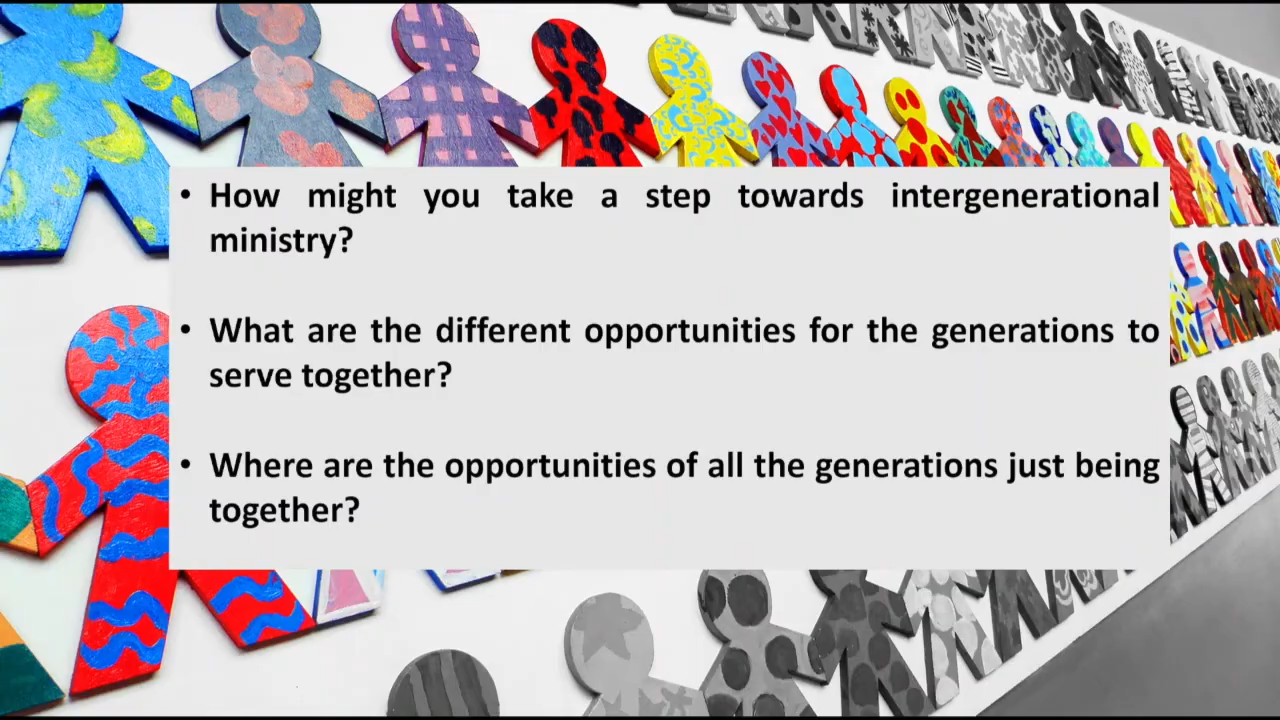 • How might you take a step towards intergenerational
ministry?
• What are the different opportunities for the generations to
serve together?
• Where are the opportunities of all the generations just being
together?